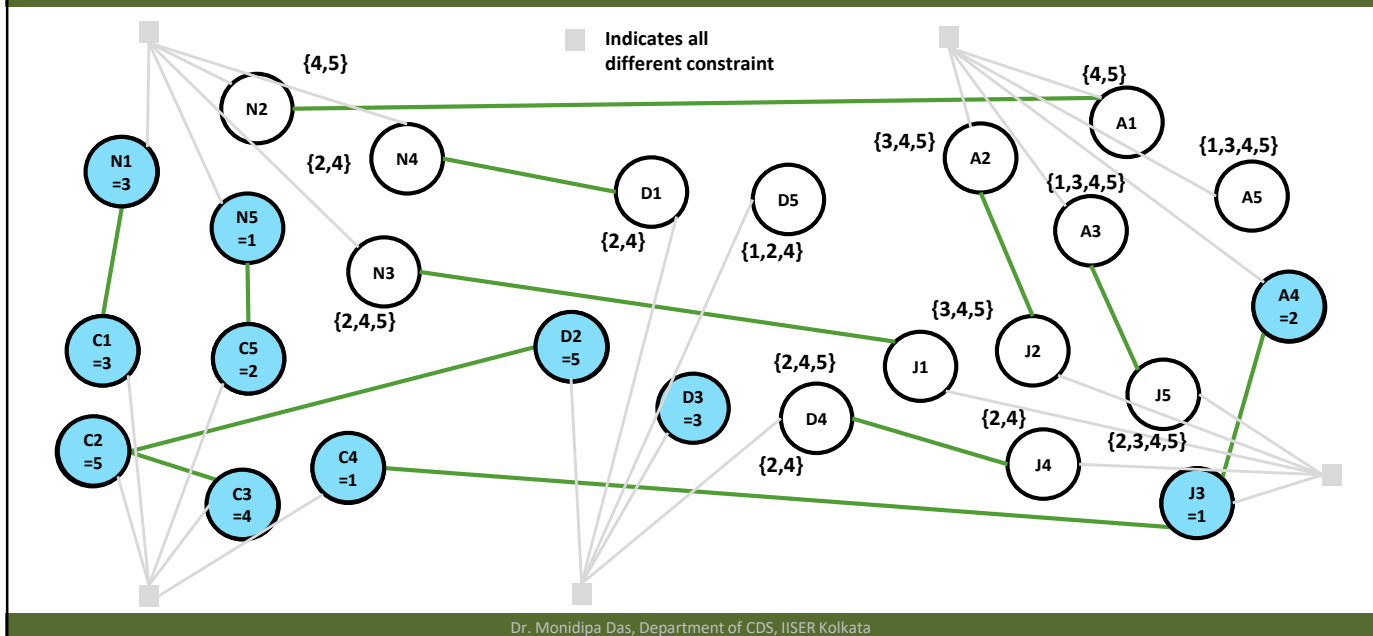 Indicates all
different constraint
{4,5}
N2
{4,5}
A1
N1
=3
{2,4}
N4
{3,4,5}
A2
{1,3,4,5}
A5
D1
{2,4}
D5
{1,2,4}
{1,3,4,5}
A3
N5
=1
N3
{2,4,5}
A4
=2
C1
=3
C5
=2
D2
=5
{3,4,5}
J2
J1
{2,4,5}
D3
=3
D4
{2,4}
J5
{2,3,4,5}
{2,4}
J4
C2
=5
C4
=1
C3
=4
J3
=1
Dr. Monidipa Das, Department of CDS, IISER Kolkata